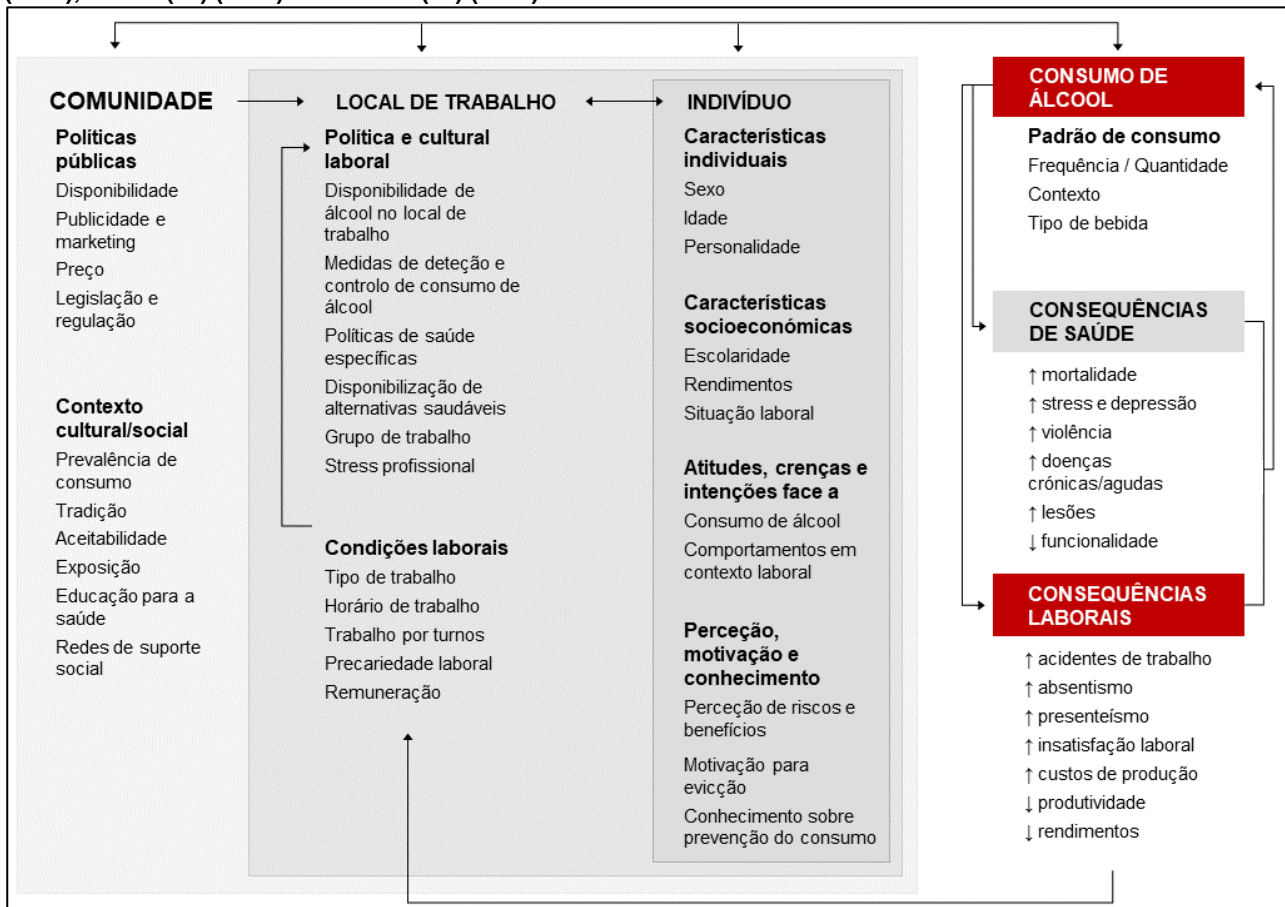 COMUNIDADE
Políticas
públicas
Disponibilidade
Publicidade e
marketing
Preço
Legislação e
regulação
Contexto
cultural/social
Prevalência de
consumo
Tradição
Aceitabilidade
Exposição
Educação para a
saúde
Redes de suporte
social
LOCAL DE TRABALHO
Política e cultural
laboral
Disponibilidade de
álcool no local de
trabalho
Medidas de deteção e
controlo de consumo de
álcool
Políticas de saúde
específicas
Disponibilização de
alternativas saudáveis
Grupo de trabalho
Stress profissional
Condições laborais
Tipo de trabalho
Horário de trabalho
Trabalho por turnos
Precariedade laboral
Remuneração
INDIVÍDUO
Características
individuais
Sexo
Idade
Personalidade
Características
socioeconómicas
Escolaridade
Rendimentos
Situação laboral
Atitudes, crenças e
intenções face a
Consumo de álcool
Comportamentos em
contexto laboral
Perceção,
motivação e
conhecimento
Perceção de riscos e
benefícios
Motivação para
evicção
Conhecimento sobre
prevenção do consumo
CONSUMO DE
ÁLCOOL
Padrão de consumo
Frequência / Quantidade
Contexto
Tipo de bebida
CONSEQUÊNCIAS
DE SAÚDE
↑ mortalidade
↑ stress e depressão
↑ violência
↑ doenças
crónicas/agudas
↑ lesões
↓ funcionalidade
CONSEQUÊNCIAS
LABORAIS
↑ acidentes de trabalho
↑ absentismo
↑ presenteísmo
↑ insatisfação laboral
↑ custos de produção
↓ produtividade
↓ rendimentos